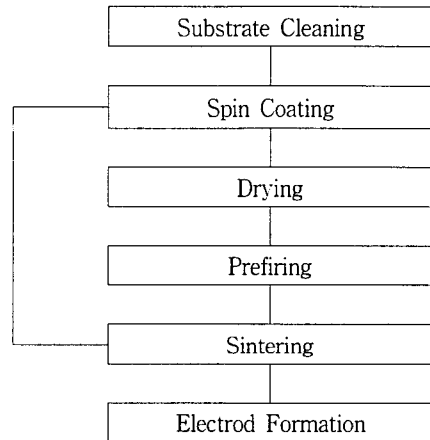 Substrate Cleaning
Spin Coating
Drying
Prefiring
Sintering
Electrod Formation